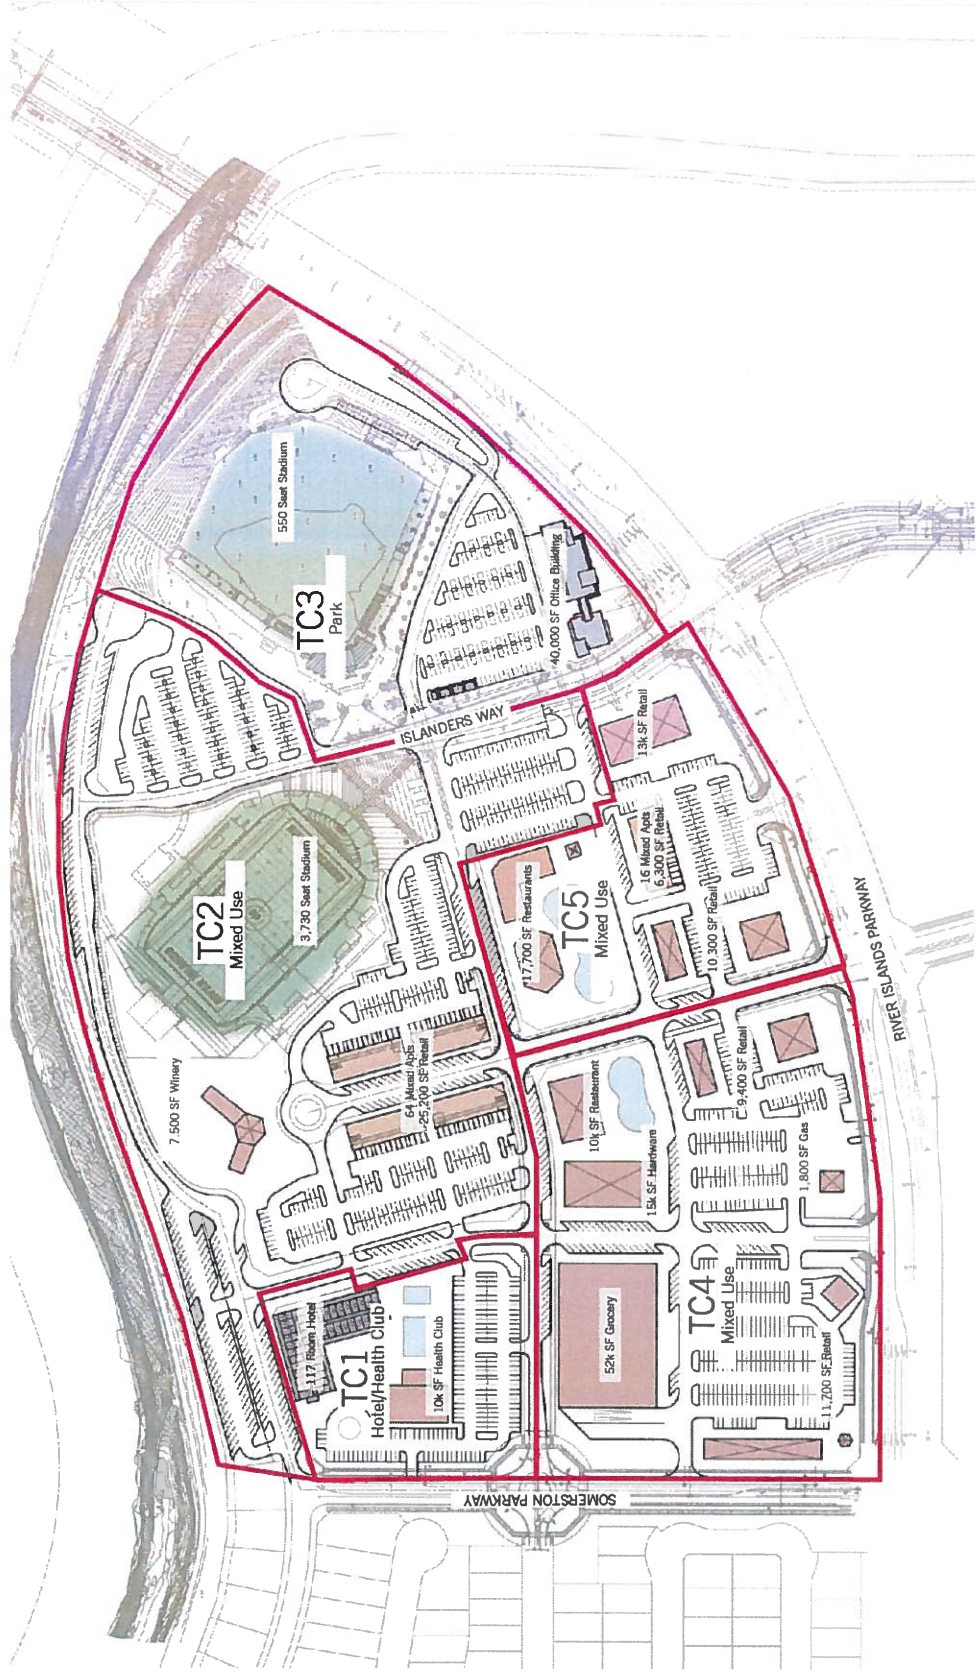 550 Seat Stadium
TC3
Park
40,000 SF Office Building
ISLANDERS WAY
TC2
Mixed Use
3,730 Seat Stadium
7,500 SF Winery
64 Mixed Apts
25,200 SF Retail
13k SF Retail
16 Mixed Apts
6,300 SF Retail
17,700 SF Restaurants
TC5
Mixed Use
10,300 SF Retail
RIVER ISLANDS PARKWAY
117 Room Hotel
TC1
Hotel/Health Club
10k SF Health Club
10k SF Restaurant
15k SF Hardware
9,400 SF Retail
1,800 SF Gas
52k SF Grocery
TC4
Mixed Use
11,200 SF Retail
SOMERSTON PARKWAY